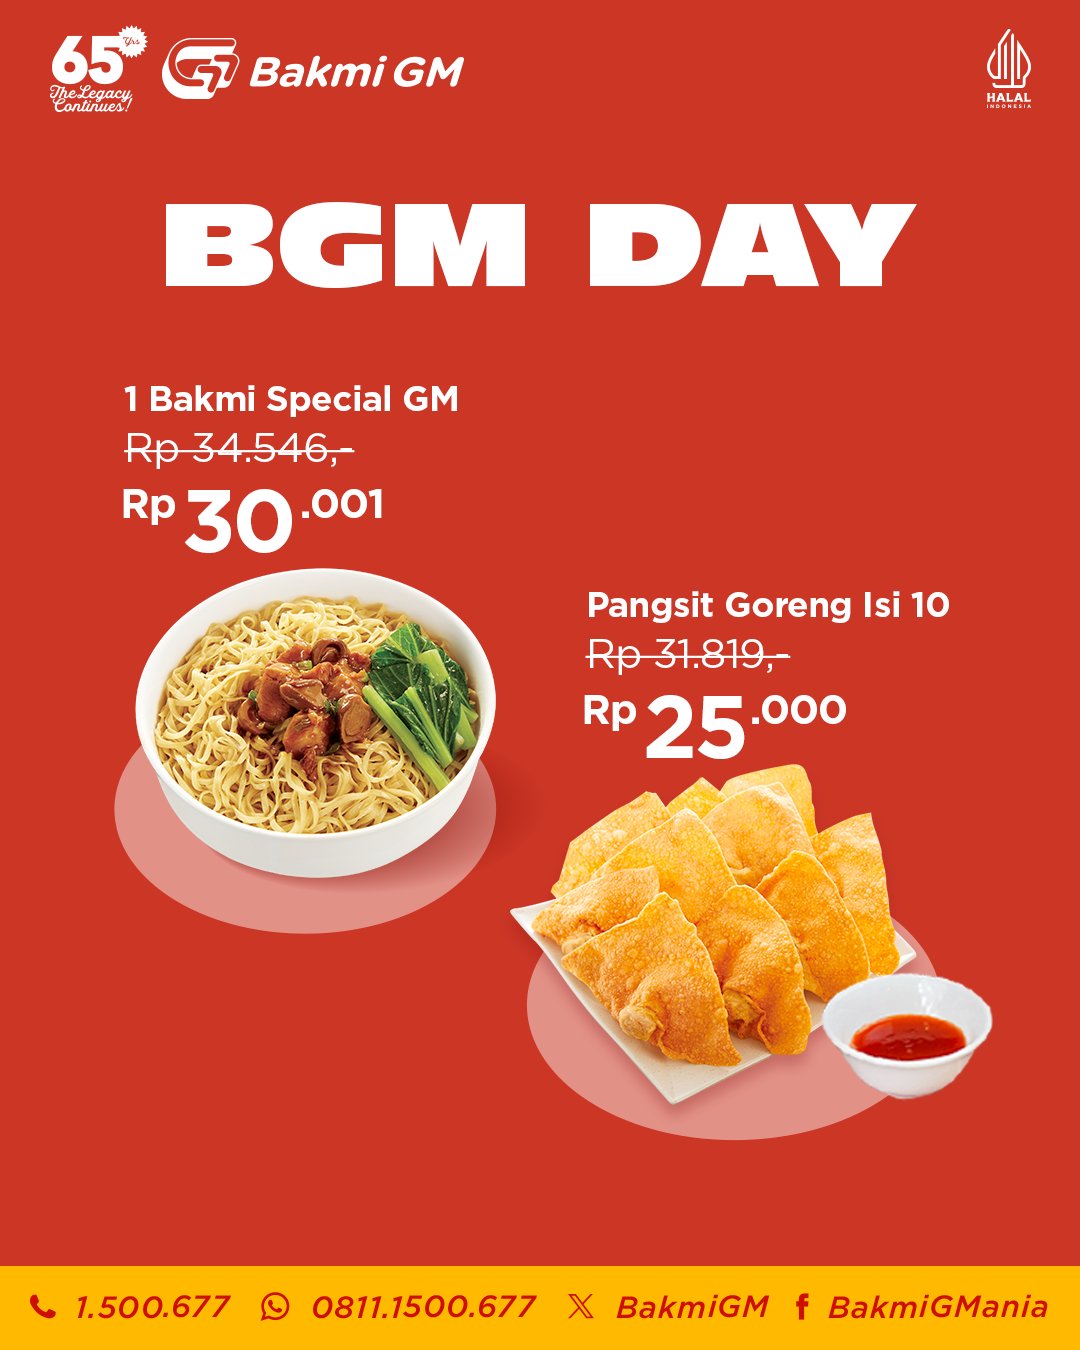 65 Yrs
The Legacy
Continues!
Bakmi GM
HALAL
INDONESIA
BGM DAY
1 Bakmi Special GM
Rp 34.546,-
Rp 30.001
Pangsit Goreng Isi 10
Rp 31.819,-
Rp 25.000
1.500.677 0811.1500.677 X BakmiGM f BakmiGMania